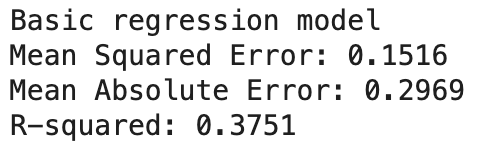 Basic regression model
Mean Squared Error: 0.1516
Mean Absolute Error: 0.2969
R-squared: 0.3751